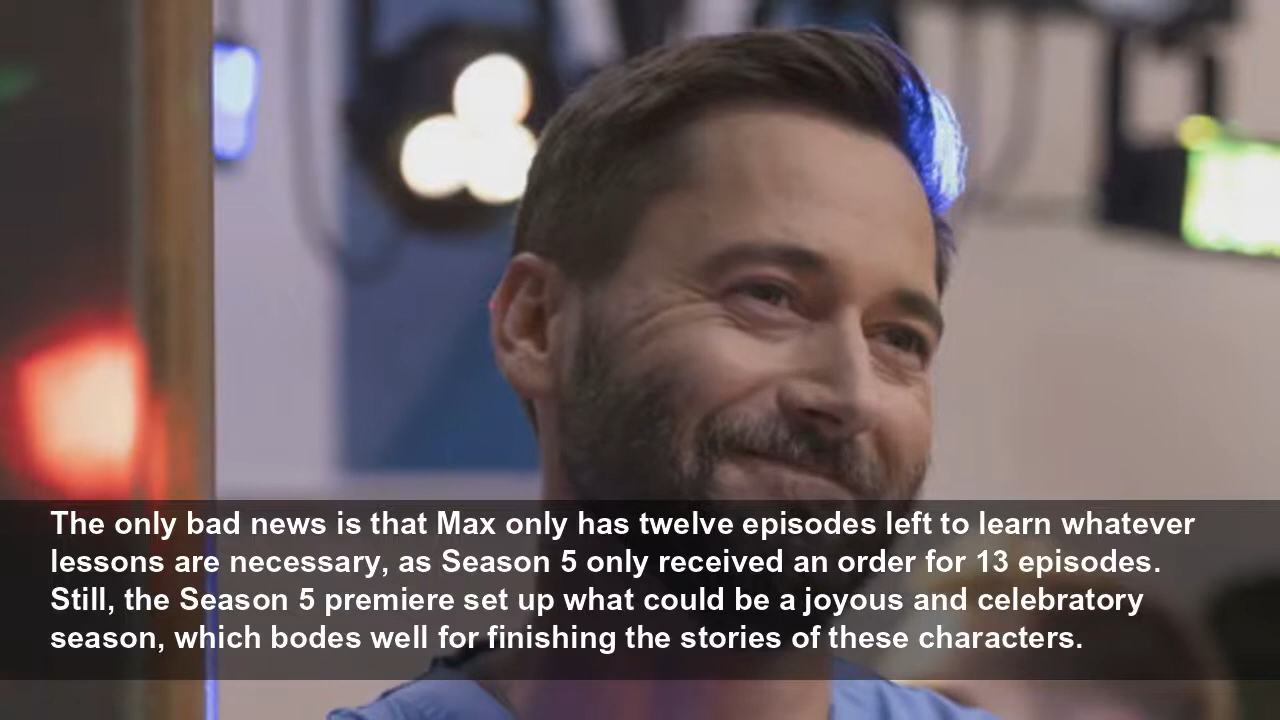 The only bad news is that Max only has twelve episodes left to learn whatever
lessons are necessary, as Season 5 only received an order for 13 episodes.
Still, the Season 5 premiere set up what could be a joyous and celebratory
season, which bodes well for finishing the stories of these characters.